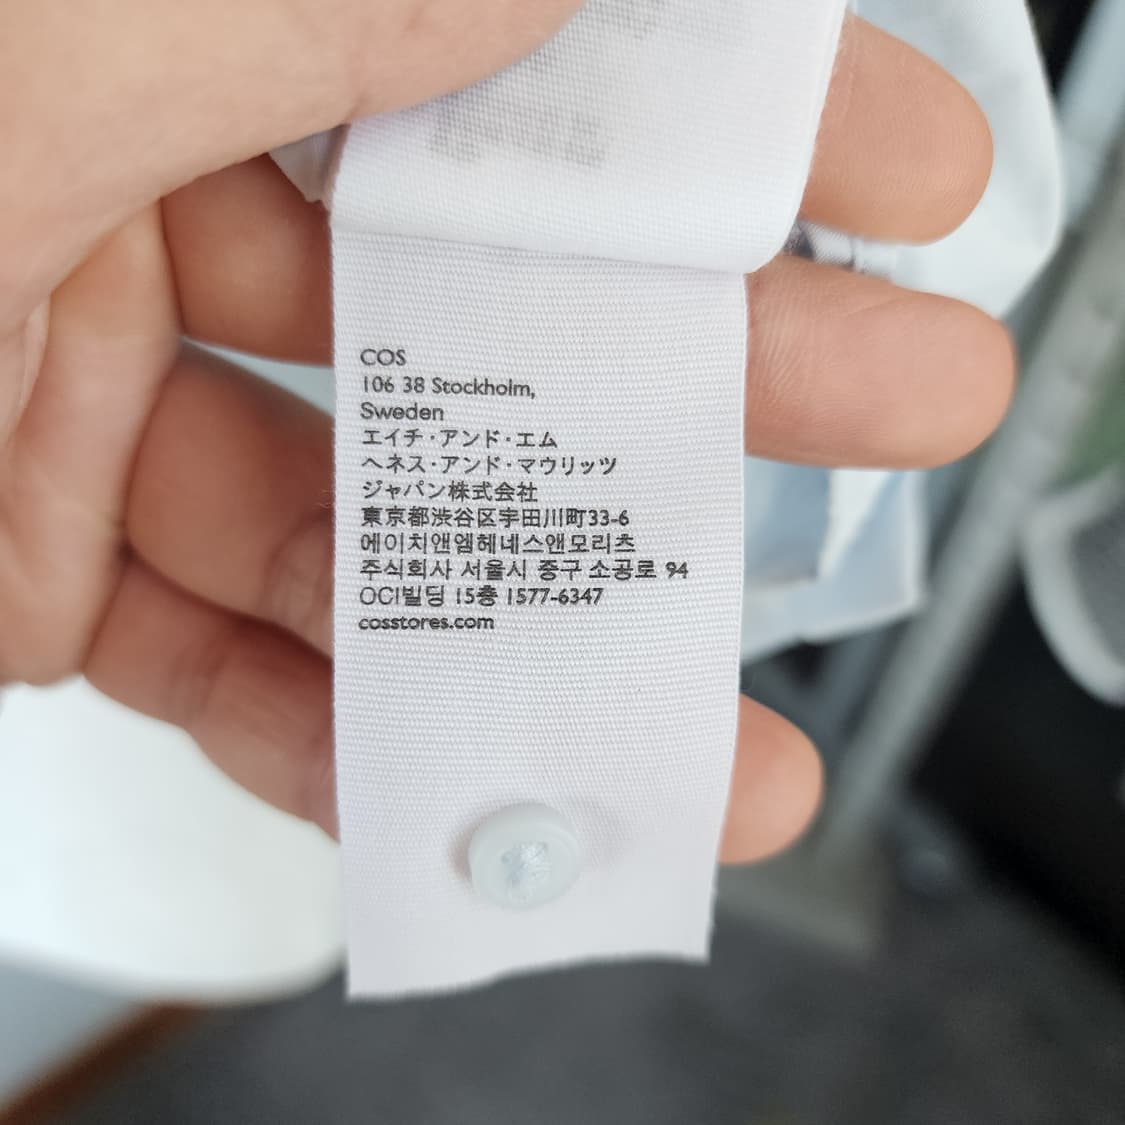 COS
106 38 Stockholm,
Sweden
エイチ・アンド・エム
ヘネス・アンド・マウリッツ
ジャパン株式会社
東京都渋谷区宇田川町33-6
에이치앤엠헤네스앤모리츠
주식회사 서울시 중구 소공로 94
OCI빌딩 15층 1577-6347
cosstores.com